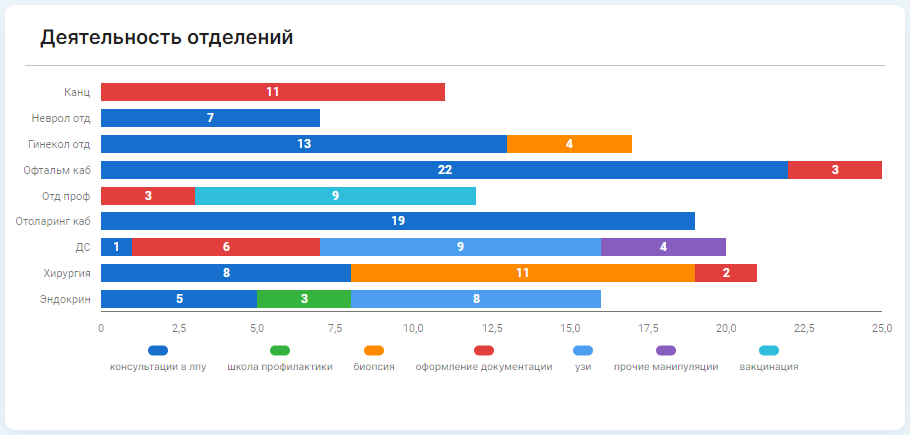 Деятельность отделений
Канц 11
Неврол отд 7
Гинекол отд 13 4
Офтальм каб 22 3
Отд проф 3 9
Отоларинг каб 19
ДС 1 6 9 4
Хирургия 8 11 2
Эндокрин 5 3 8
0 2,5 5,0 7,5 10,0 12,5 15,0 17,5 20,0 22,5 25,0
консультации в лпу школа профилактики биопсия оформление документации узи прочие манипуляции вакцинация